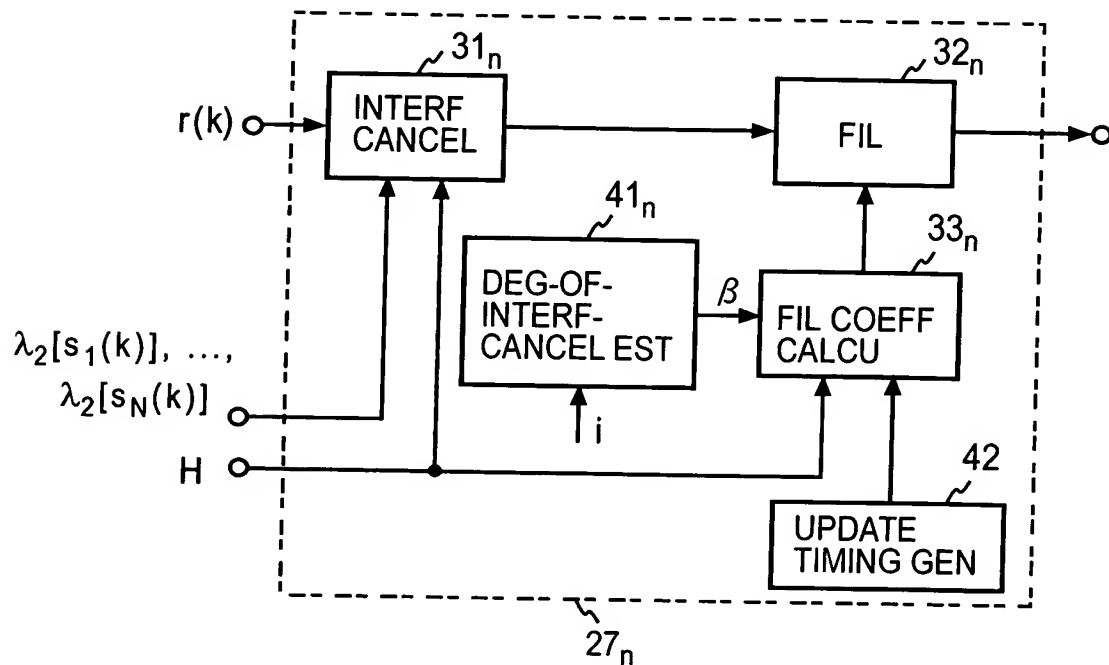 31n
32n
r(k)
INTERF
CANCEL
FIL
41n
33n
DEG-OF-
INTERF-
CANCEL EST
β
FIL COEFF
CALCU
λ2[s1(k)], ...,
λ2[sN(k)]
i
H
42
UPDATE
TIMING GEN
27n